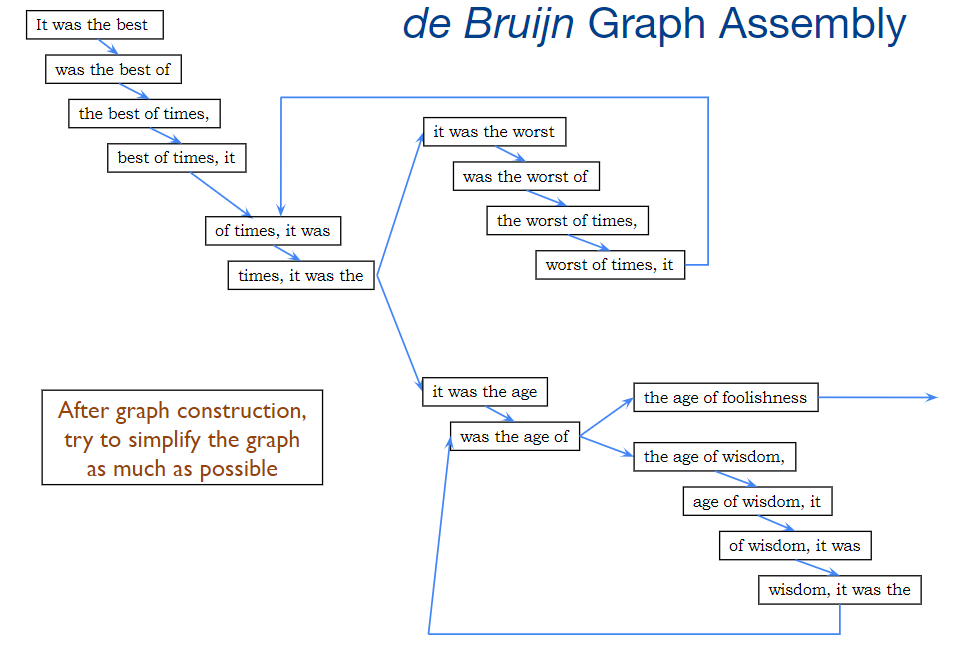 de Bruijn Graph Assembly
It was the best
was the best of
the best of times,
best of times, it
of times, it was
times, it was the
it was the worst
was the worst of
the worst of times,
worst of times, it
it was the age
was the age of
the age of foolishness
the age of wisdom,
age of wisdom, it
of wisdom, it was
wisdom, it was the
After graph construction,
try to simplify the graph
as much as possible